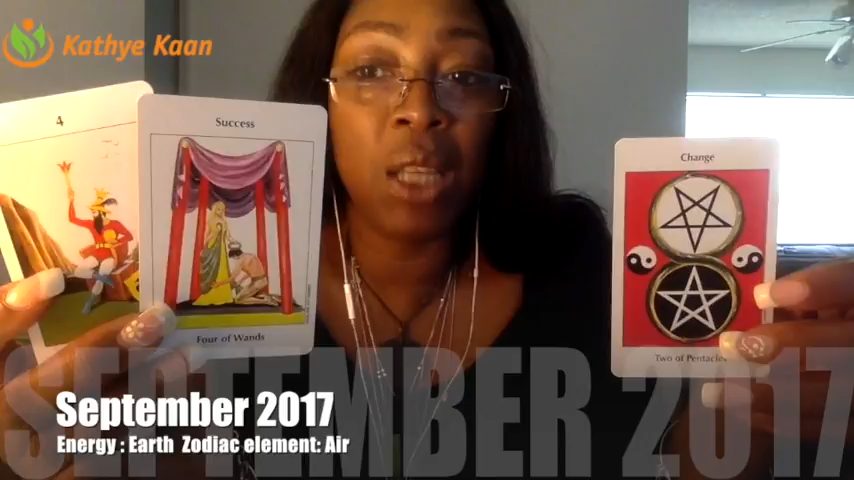 Kathye Kaan
4
Success
Four of Wands
Change
Two of Pentacles
SEPTEMBER 2017
September 2017
Energy : Earth Zodiac element: Air